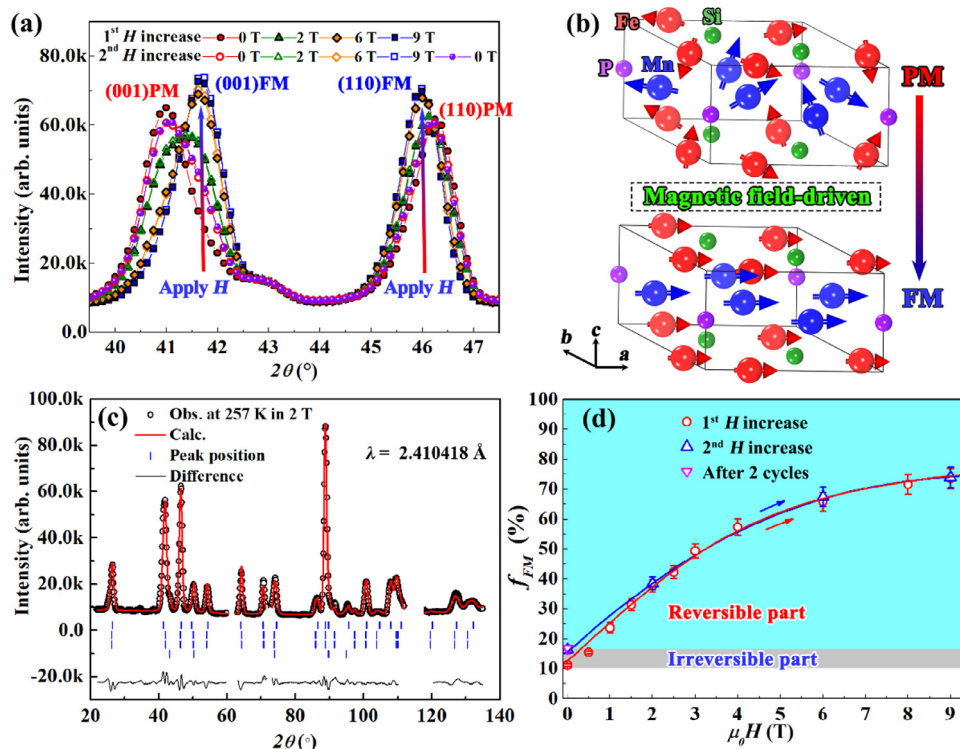 (a)
1st H increase 0 T 2 T 6 T 9 T
2nd H increase 0 T 2 T 6 T 9 T 0 T
(001)PM (001)FM (110)FM (110)PM
Apply H Apply H
80.0k
60.0k
40.0k
20.0k
0.0
Intensity (arb. units)
40 41 42 43 44 45 46 47
2θ (°)
(b)
Fe Si
P Mn
PM
Magnetic field-driven
FM
b c a
(c)
Obs. at 257 K in 2 T
Calc.
Peak position
Difference
λ = 2.410418 Å
100.0k
80.0k
60.0k
40.0k
20.0k
0.0
-20.0k
Intensity (arb. units)
20 40 60 80 100 120 140
2θ (°)
(d)
1st H increase
2nd H increase
After 2 cycles
Reversible part
Irreversible part
100
90
80
70
60
50
40
30
20
10
0
fFM (%)
0 1 2 3 4 5 6 7 8 9
μ0H (T)